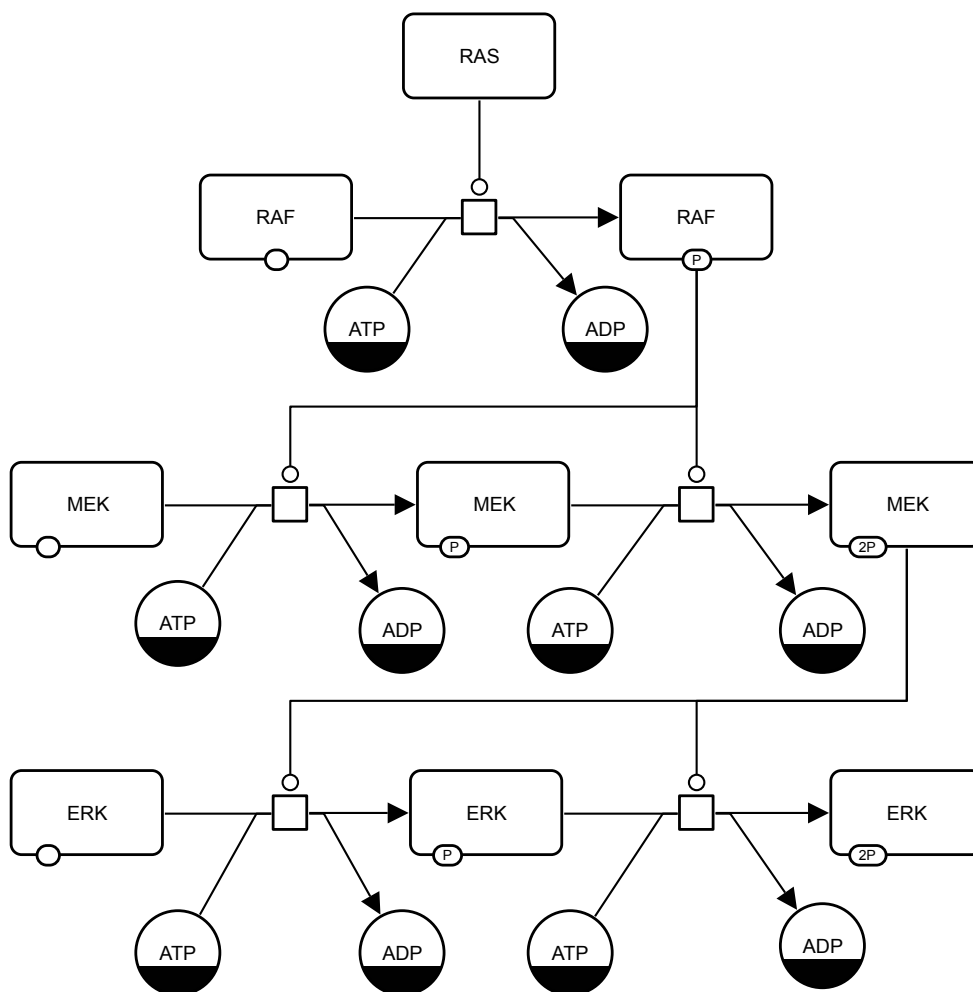 RAS
RAF
RAF
P
ATP
ADP
MEK
MEK
MEK
P
2P
ATP
ADP
ATP
ADP
ERK
ERK
ERK
P
2P
ATP
ADP
ATP
ADP